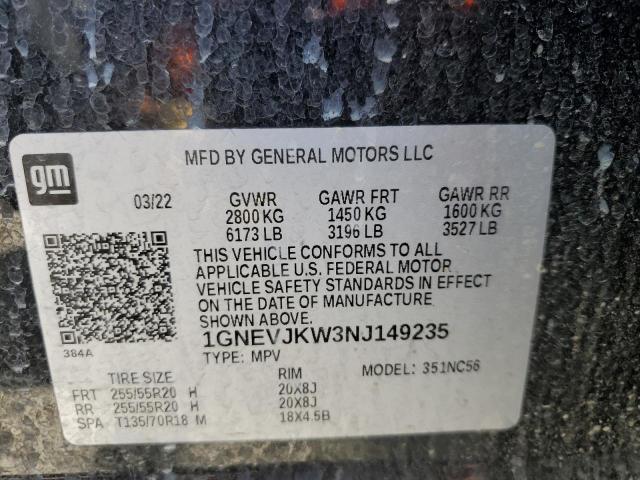 gm
MFD BY GENERAL MOTORS LLC
03/22 GVWR GAWR FRT GAWR RR
2800 KG 1450 KG 1600 KG
6173 LB 3196 LB 3527 LB
THIS VEHICLE CONFORMS TO ALL
APPLICABLE U.S. FEDERAL MOTOR
VEHICLE SAFETY STANDARDS IN EFFECT
ON THE DATE OF MANUFACTURE
SHOWN ABOVE.
1GNEVJKW3NJ149235
384A
TYPE: MPV MODEL: 351NC56
TIRE SIZE RIM
FRT 255/55R20 H 20X8J
RR 255/55R20 H 20X8J
SPA T135/70R18 M 18X4.5B